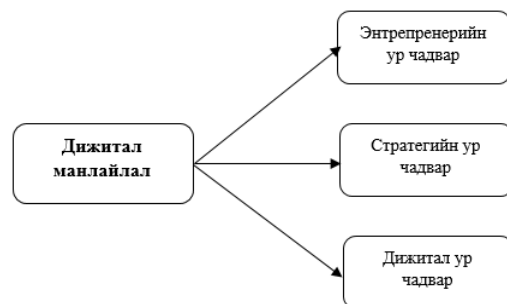 Энтрепренерийн
ур чадвар
Дижитал
манлайлал
Стратегийн ур
чадвар
Дижитал ур
чадвар